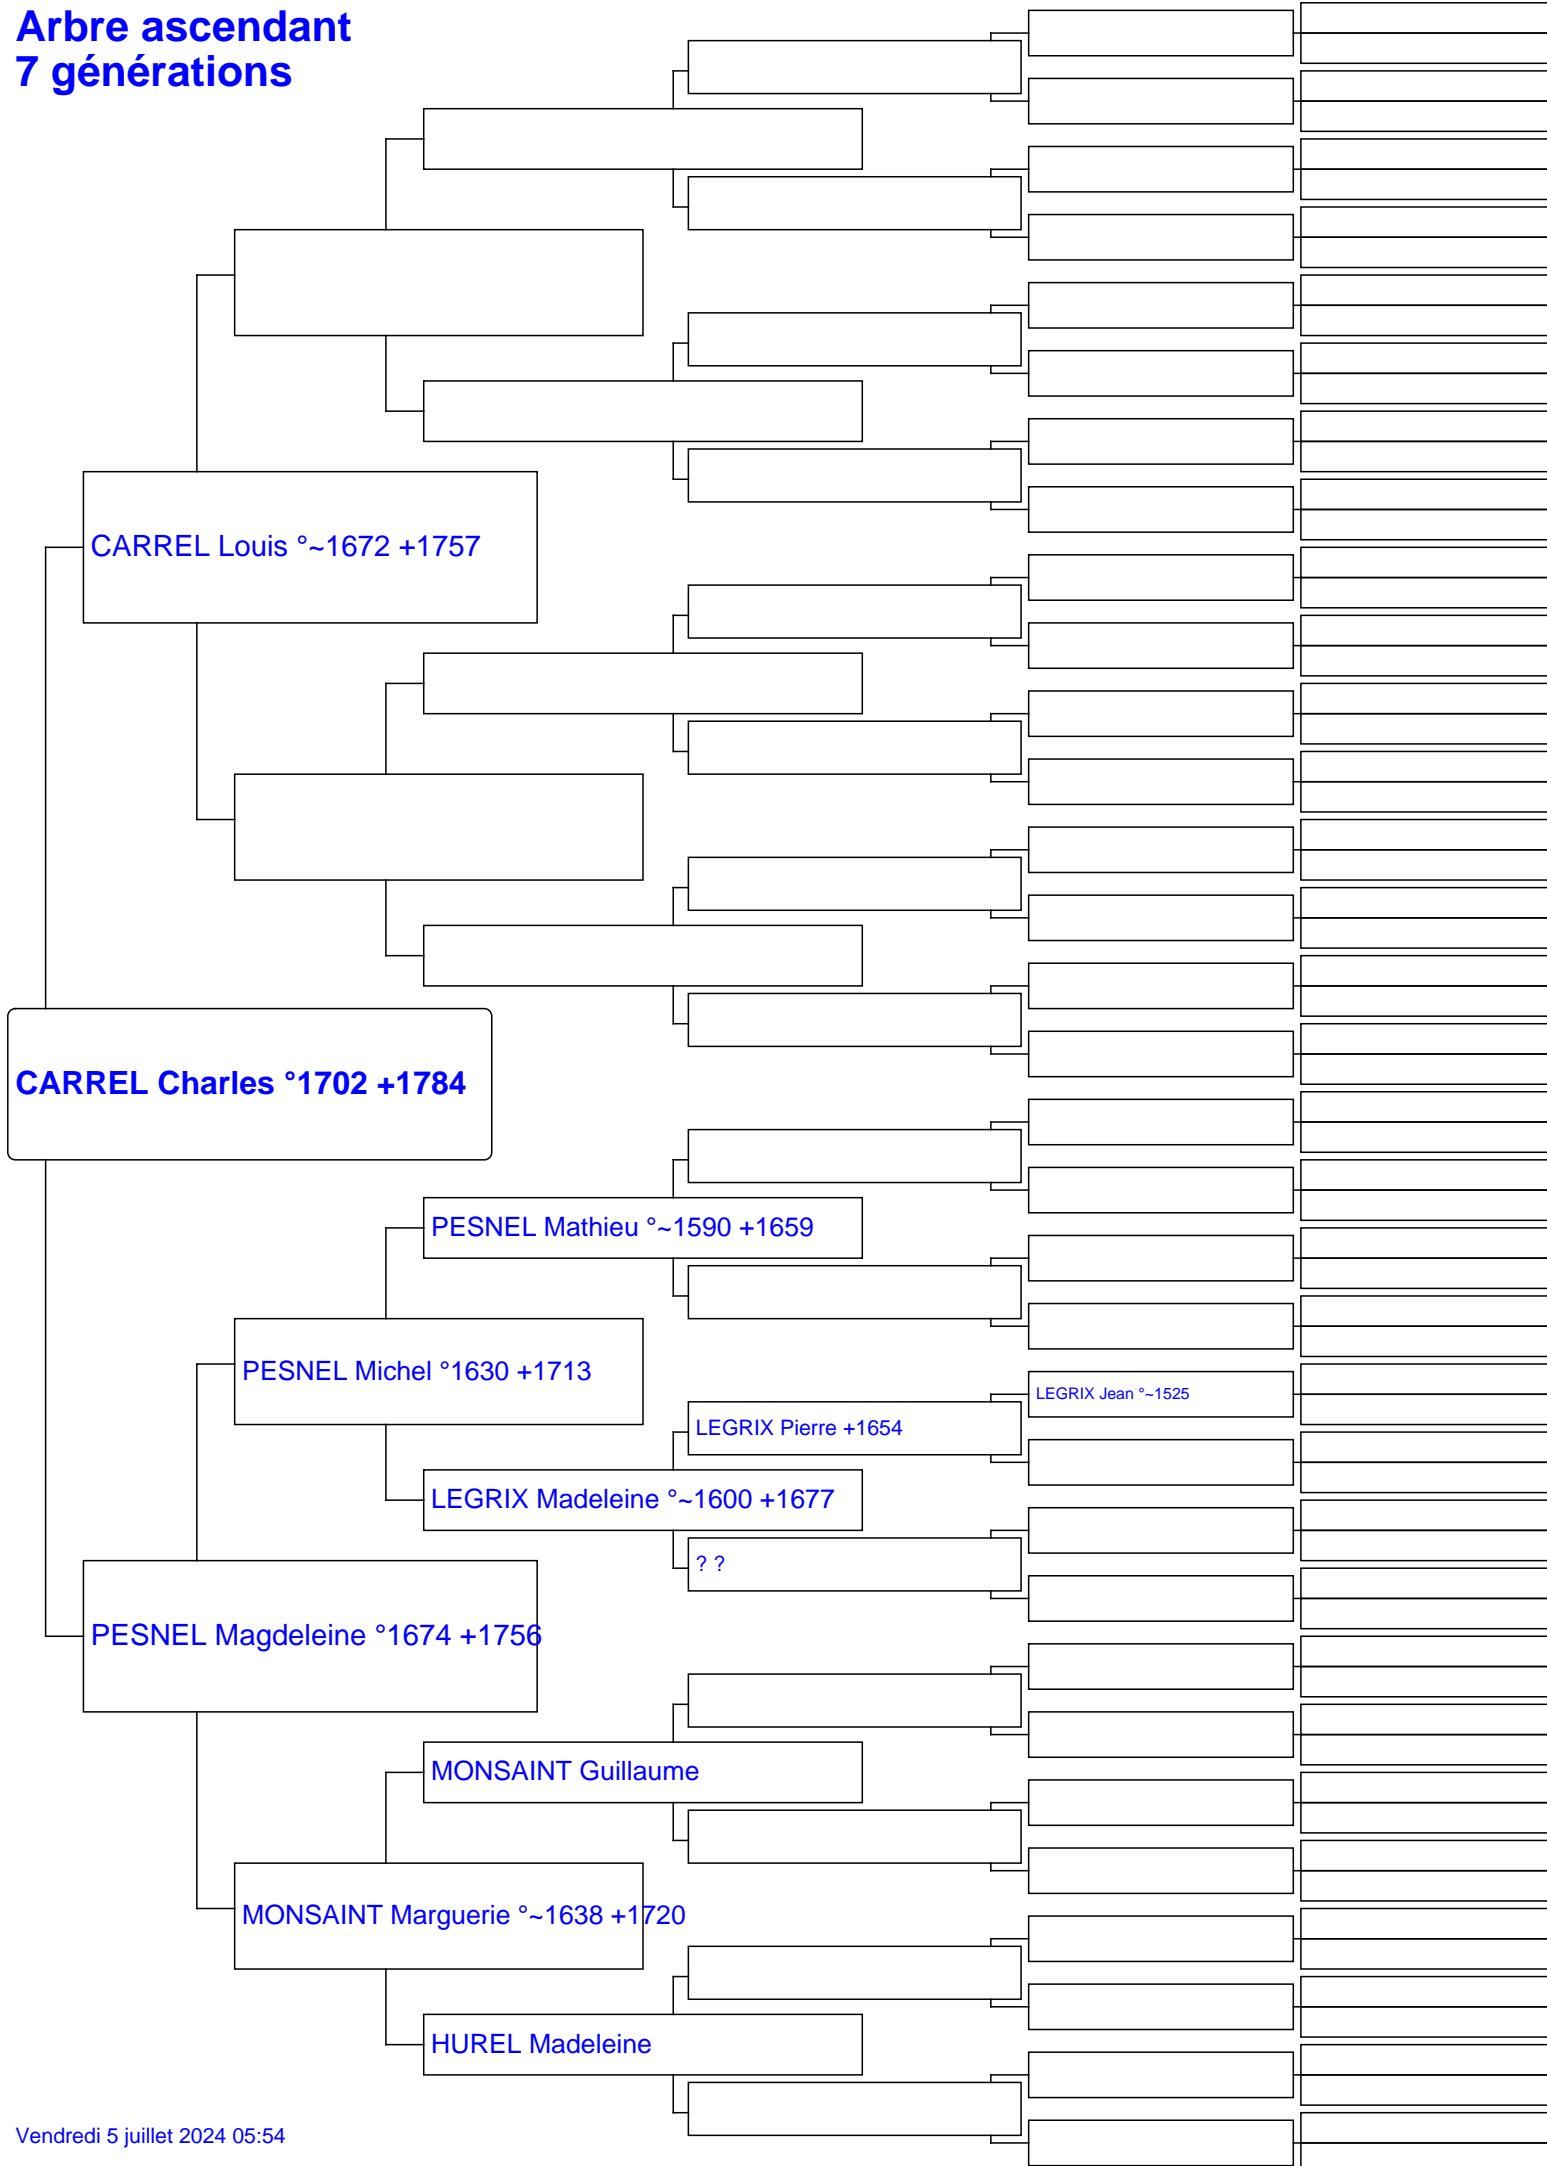 Arbre ascendant
7 générations
CARREL Louis °~1672 +1757
CARREL Charles °1702 +1784
PESNEL Mathieu °~1590 +1659
PESNEL Michel °1630 +1713
LEGRIX Jean °~1525
LEGRIX Pierre +1654
LEGRIX Madeleine °~1600 +1677
? ?
PESNEL Magdeleine °1674 +1756
MONSAINT Guillaume
MONSAINT Marguerie °~1638 +1720
HUREL Madeleine
Vendredi 5 juillet 2024 05:54